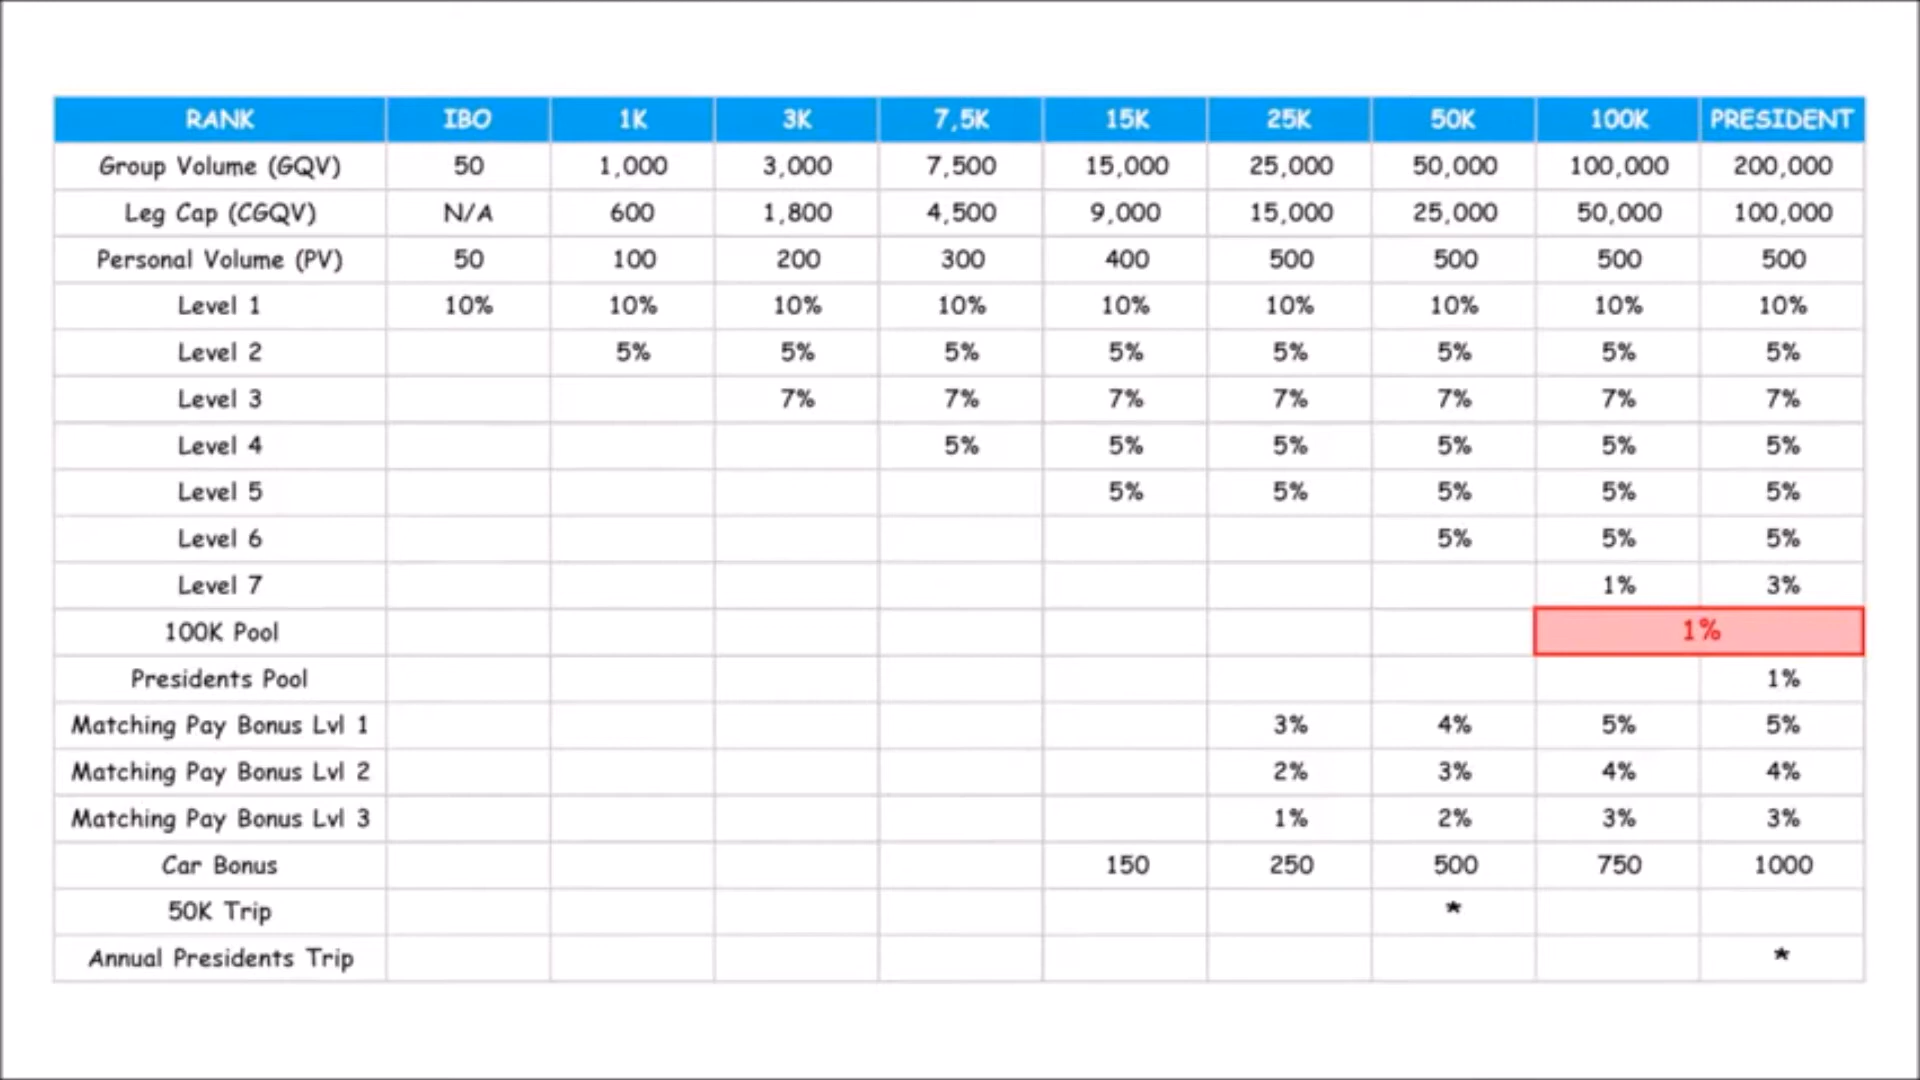 RANK IBO 1K 3K 7,5K 15K 25K 50K 100K PRESIDENT
Group Volume (GQV) 50 1,000 3,000 7,500 15,000 25,000 50,000 100,000 200,000
Leg Cap (CGQV) N/A 600 1,800 4,500 9,000 15,000 25,000 50,000 100,000
Personal Volume (PV) 50 100 200 300 400 500 500 500 500
Level 1 10% 10% 10% 10% 10% 10% 10% 10% 10%
Level 2 5% 5% 5% 5% 5% 5% 5% 5%
Level 3 7% 7% 7% 7% 7% 7% 7%
Level 4 5% 5% 5% 5% 5% 5%
Level 5 5% 5% 5% 5% 5%
Level 6 5% 5% 5%
Level 7 1% 3%
100K Pool 1%
Presidents Pool 1%
Matching Pay Bonus Lvl 1 3% 4% 5% 5%
Matching Pay Bonus Lvl 2 2% 3% 4% 4%
Matching Pay Bonus Lvl 3 1% 2% 3% 3%
Car Bonus 150 250 500 750 1000
50K Trip *
Annual Presidents Trip *